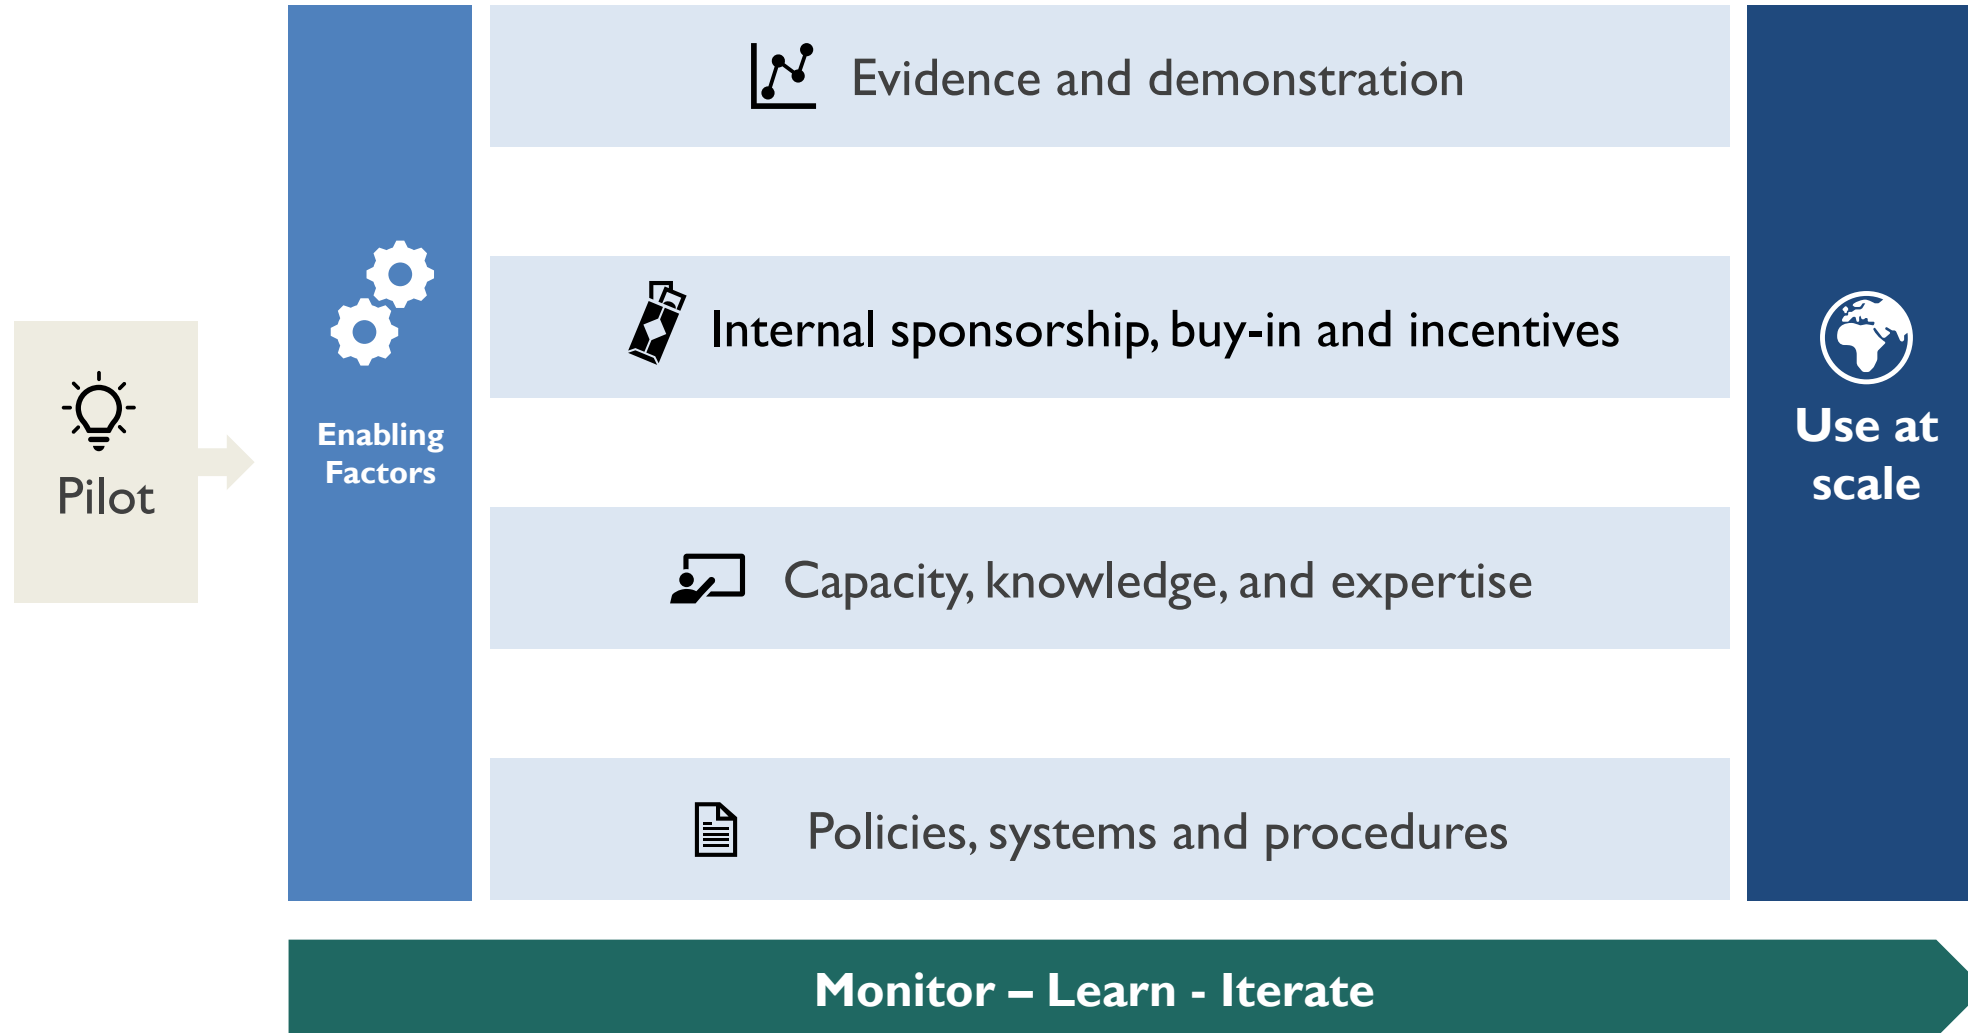 Pilot
Enabling
Factors
Evidence and demonstration
Internal sponsorship, buy-in and incentives
Capacity, knowledge, and expertise
Policies, systems and procedures
Use at
scale
Monitor – Learn - Iterate